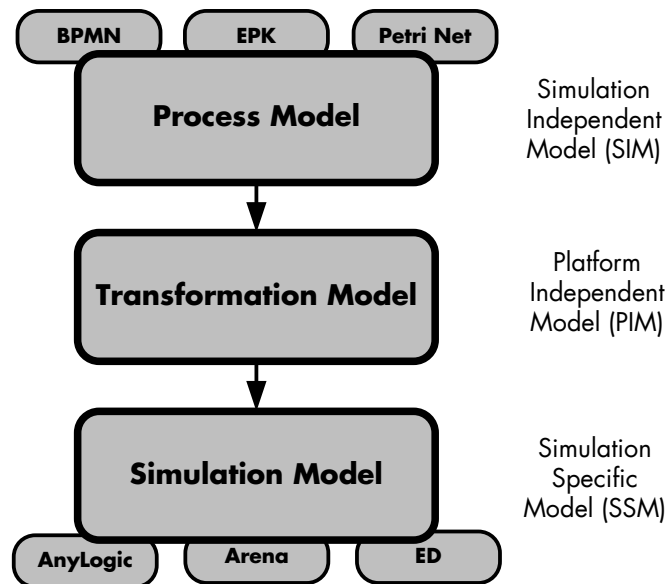 BPMN EPK Petri Net
Process Model
Simulation
Independent
Model (SIM)
Transformation Model
Platform
Independent
Model (PIM)
Simulation Model
Simulation
Specific
Model (SSM)
AnyLogic Arena ED